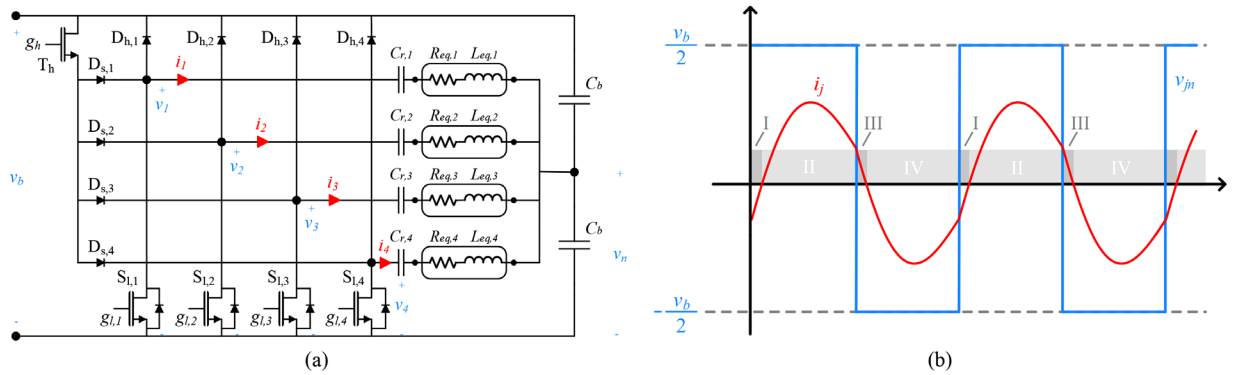 D_h,1 D_h,2 D_h,3 D_h,4
g_h
T_h
+
D_s,1 i_1 C_r,1 R_eq,1 L_eq,1
+
v_1
C_b
D_s,2 i_2 C_r,2 R_eq,2 L_eq,2
+
v_2
v_b
+
D_s,3 i_3 C_r,3 R_eq,3 L_eq,3
+
v_3
D_s,4 i_4 C_r,4 R_eq,4 L_eq,4
C_b
v_n
+
v_4
S_l,1 S_l,2 S_l,3 S_l,4
g_l,1 g_l,2 g_l,3 g_l,4
- - - - - -
(a)
v_b
2
i_j
v_jn
I III I III
II IV II IV
- v_b
2
(b)